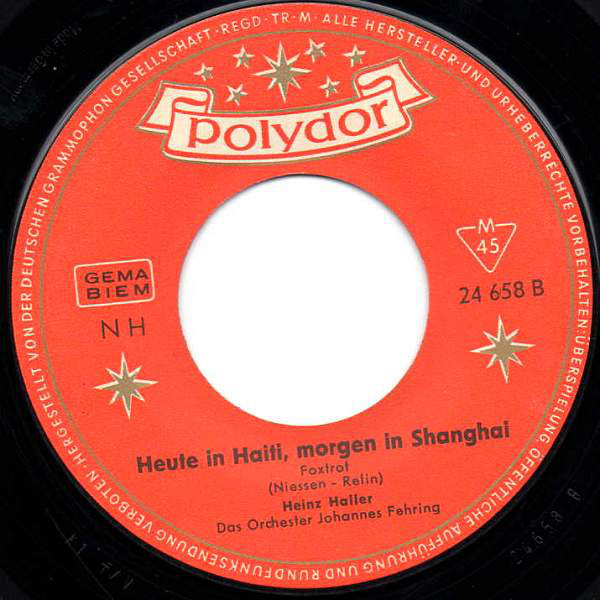 HERGESTELLT VON DER DEUTSCHEN GRAMMOPHON GESELLSCHAFT · REGD · TR · M · ALLE HERSTELLER- UND URHEBERRECHTE VORBEHALTEN: ÜBERSPIELUNG ÖFFENTLICHE AUFFÜHRUNG UND RUNDFUNKSENDUNG VERBOTEN ·
Polydor
M
45
GEMA
BIEM
24 658 B
NH
Heute in Haiti, morgen in Shanghai
Foxtrot
(Niessen - Relin)
Heinz Haller
Das Orchester Johannes Fehring